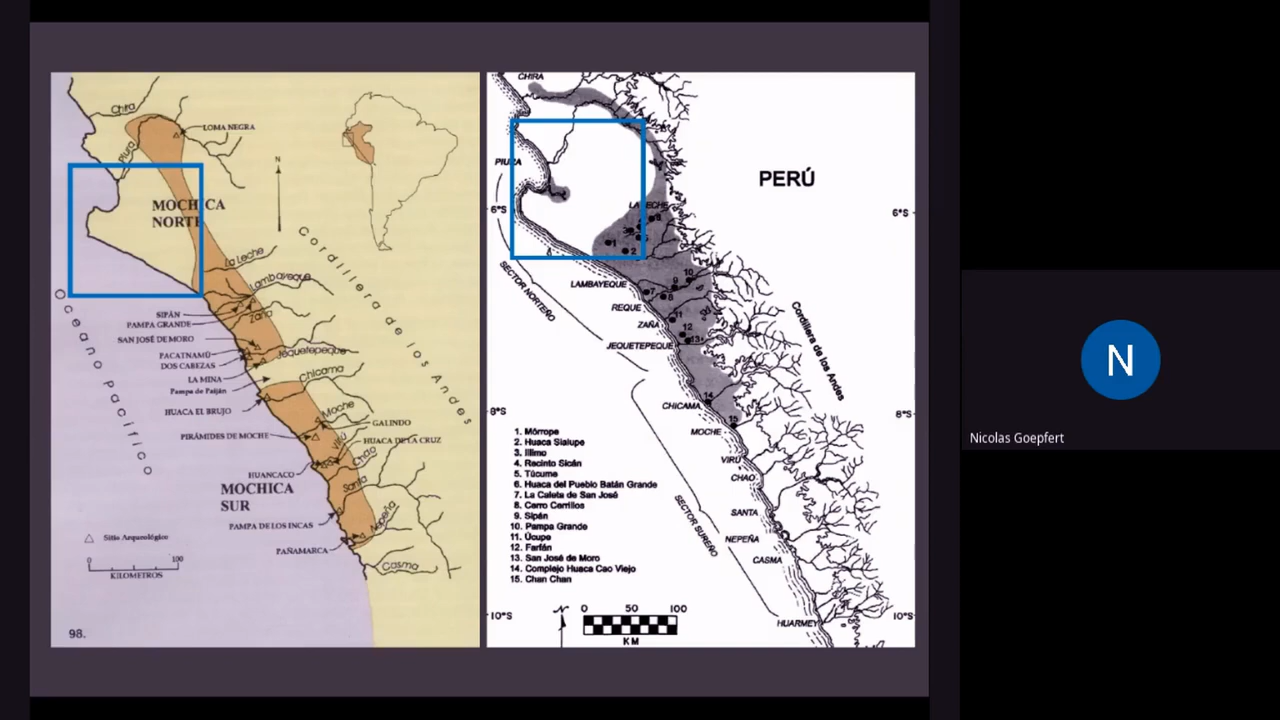 Chira
Piura
LOMA NEGRA
N
MOCHICA
NORTE
Cordillera de los Andes
La Leche
Lambayeque
Zaña
SIPÁN
PAMPA GRANDE
SAN JOSÉ DE MORO
Jequetepeque
PACATNAMÚ
DOS CABEZAS
LA MINA
Chicama
Pampa de Paiján
HUACA EL BRUJO
Moche
GALINDO
PIRÁMIDES DE MOCHE
Virú
HUACA DE LA CRUZ
Chao
Océano Pacífico
HUANCACO
MOCHICA
SUR
Santa
PAMPA DE LOS INCAS
Nepeña
Sitio Arqueológico
PAÑAMARCA
0 100
KILOMETROS
Casma
98.
CHIRA
PIURA
PERÚ
LA LECHE
6°S 6°S
SECTOR NORTEÑO
LAMBAYEQUE
REQUE
ZAÑA
JEQUETEPEQUE
Cordillera de los Andes
CHICAMA
8°S 8°S
MOCHE
VIRÚ
CHAO
SANTA
NEPEÑA
CASMA
SECTOR SUREÑO
HUARMEY
1. Mórrope
2. Huaca Sialupe
3. Illimo
4. Recinto Sicán
5. Túcume
6. Huaca del Pueblo Batán Grande
7. La Caleta de San José
8. Cerro Cerrillos
9. Sipán
10. Pampa Grande
11. Úcupe
12. Farfán
13. San José de Moro
14. Complejo Huaca Cao Viejo
15. Chan Chan
10°S 10°S
N
0 50 100
KM
N
Nicolas Goepfert